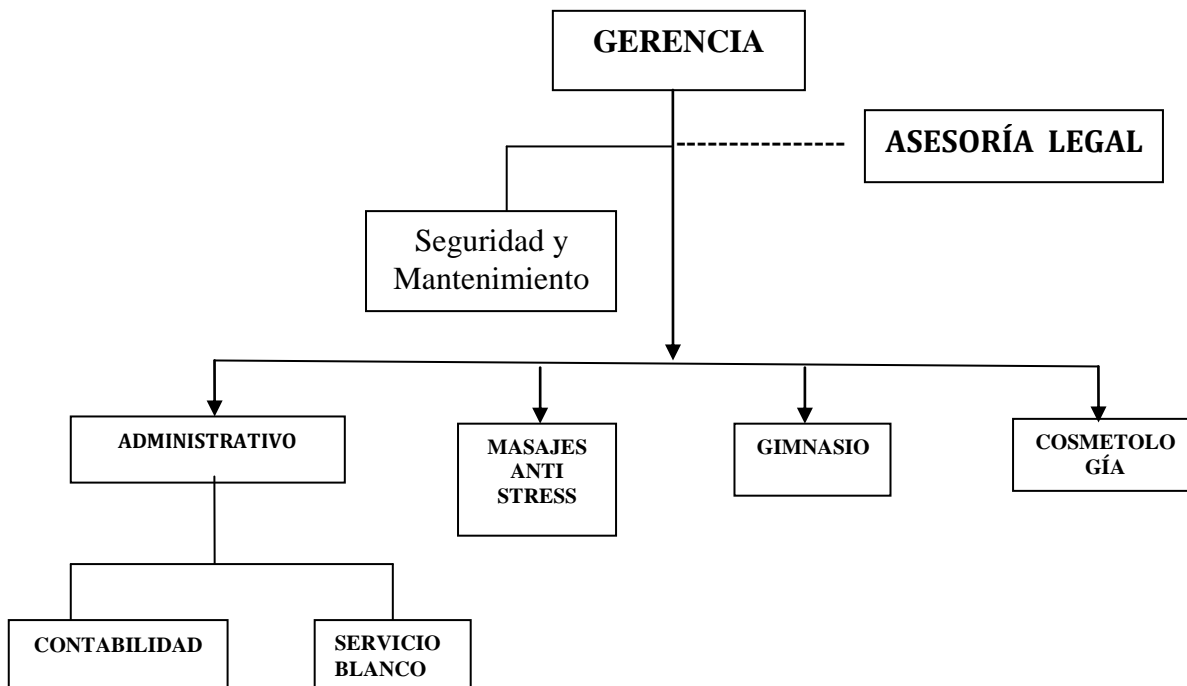 GERENCIA
ASESORÍA LEGAL
Seguridad y
Mantenimiento
ADMINISTRATIVO
MASAJES
ANTI
STRESS
GIMNASIO
COSMETOLO
GÍA
CONTABILIDAD
SERVICIO
BLANCO